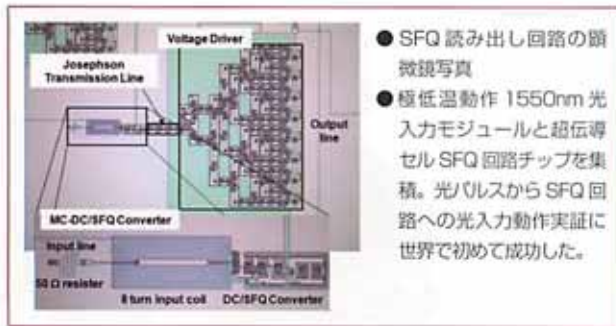 Voltage Driver
Josephson
Transmission Line
Output
line
MC-DC/SFQ Converter
Input line
50 Ω resister
8 turn input coil
DC/SFQ Converter
● SFQ 読み出し回路の顕
微鏡写真
● 極低温動作 1550nm 光
入力モジュールと超伝導
セル SFQ 回路チップを集
積。光パルスから SFQ 回
路への光入力動作実証に
世界で初めて成功した。